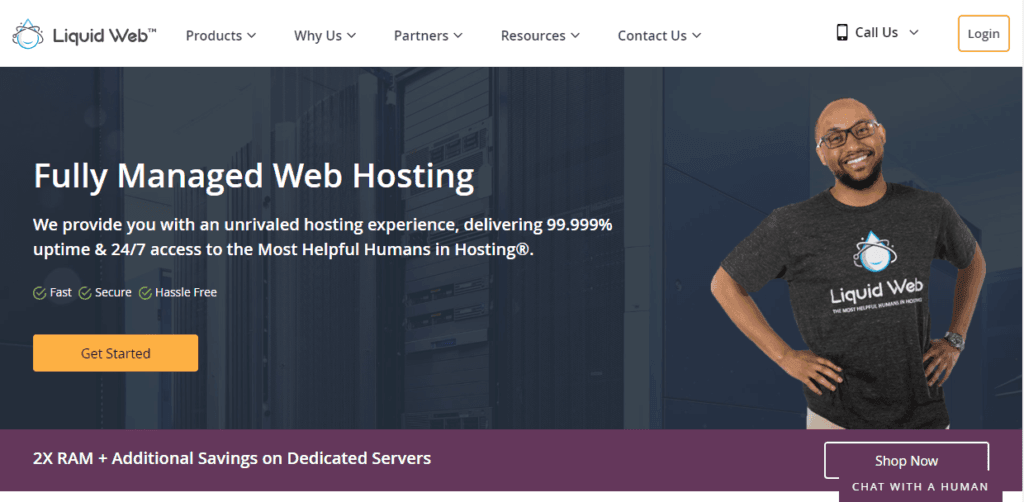 Liquid Web™
Products
Why Us
Partners
Resources
Contact Us
Call Us
Login
Fully Managed Web Hosting
We provide you with an unrivaled hosting experience, delivering 99.999%
uptime & 24/7 access to the Most Helpful Humans in Hosting®.
Fast
Secure
Hassle Free
Get Started
Liquid Web
THE MOST HELPFUL HUMANS IN HOSTING
2X RAM + Additional Savings on Dedicated Servers
Shop Now
CHAT WITH A HUMAN